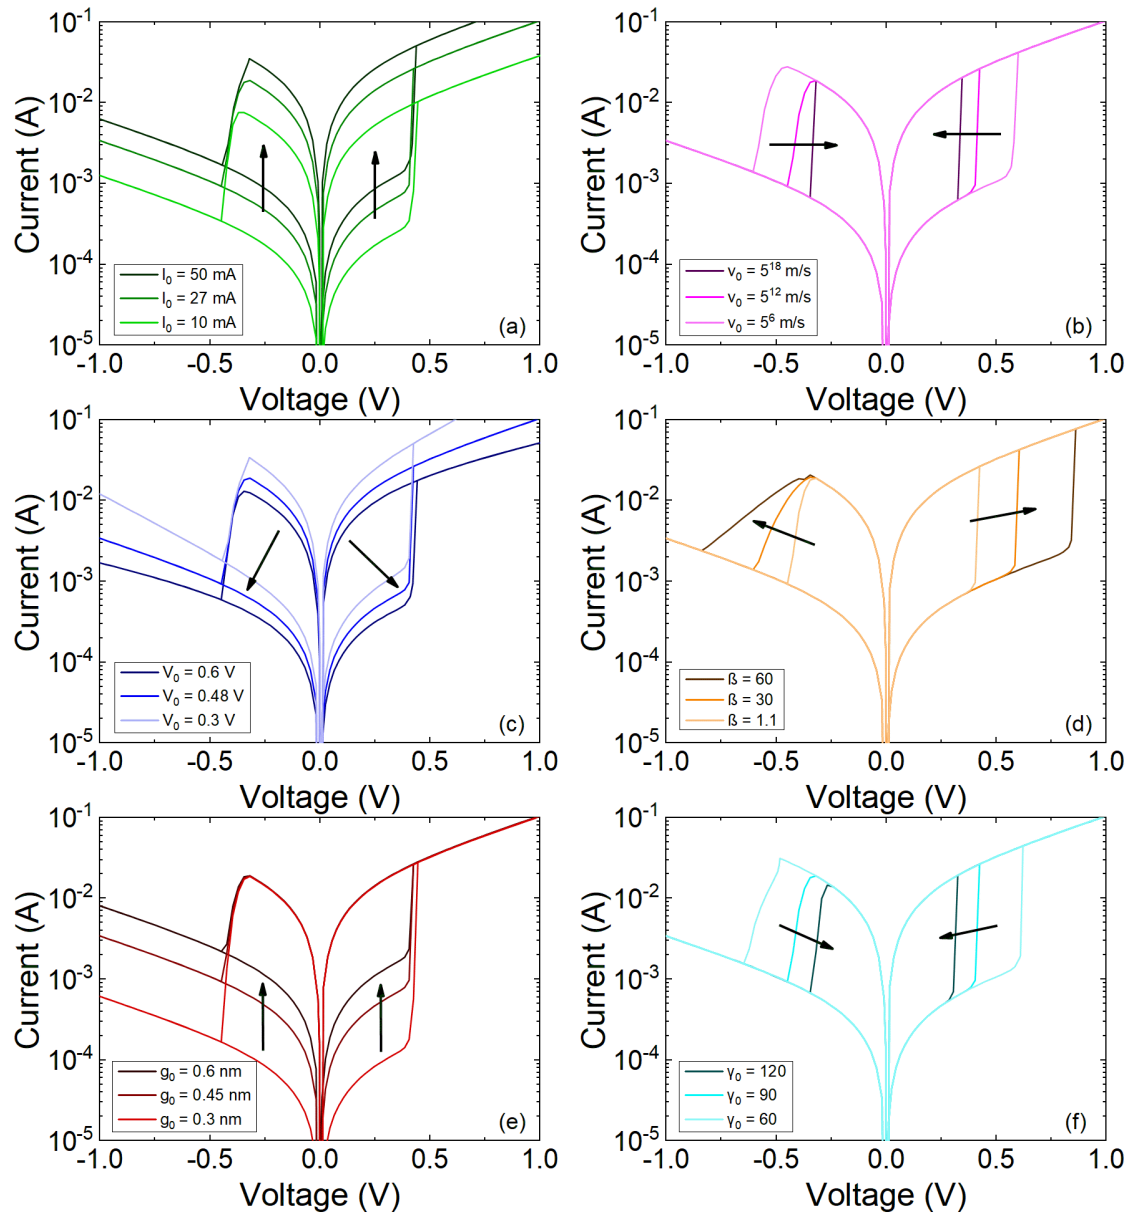 10⁻¹
10⁻²
10⁻³
10⁻⁴
10⁻⁵
Current (A)
I₀ = 50 mA
I₀ = 27 mA
I₀ = 10 mA
(a)
-1.0 -0.5 0.0 0.5 1.0
Voltage (V)
10⁻¹
10⁻²
10⁻³
10⁻⁴
10⁻⁵
Current (A)
v₀ = 5¹⁸ m/s
v₀ = 5¹² m/s
v₀ = 5⁶ m/s
(b)
-1.0 -0.5 0.0 0.5 1.0
Voltage (V)
10⁻¹
10⁻²
10⁻³
10⁻⁴
10⁻⁵
Current (A)
V₀ = 0.6 V
V₀ = 0.48 V
V₀ = 0.3 V
(c)
-1.0 -0.5 0.0 0.5 1.0
Voltage (V)
10⁻¹
10⁻²
10⁻³
10⁻⁴
10⁻⁵
Current (A)
ß = 60
ß = 30
ß = 1.1
(d)
-1.0 -0.5 0.0 0.5 1.0
Voltage (V)
10⁻¹
10⁻²
10⁻³
10⁻⁴
10⁻⁵
Current (A)
g₀ = 0.6 nm
g₀ = 0.45 nm
g₀ = 0.3 nm
(e)
-1.0 -0.5 0.0 0.5 1.0
Voltage (V)
10⁻¹
10⁻²
10⁻³
10⁻⁴
10⁻⁵
Current (A)
γ₀ = 120
γ₀ = 90
γ₀ = 60
(f)
-1.0 -0.5 0.0 0.5 1.0
Voltage (V)